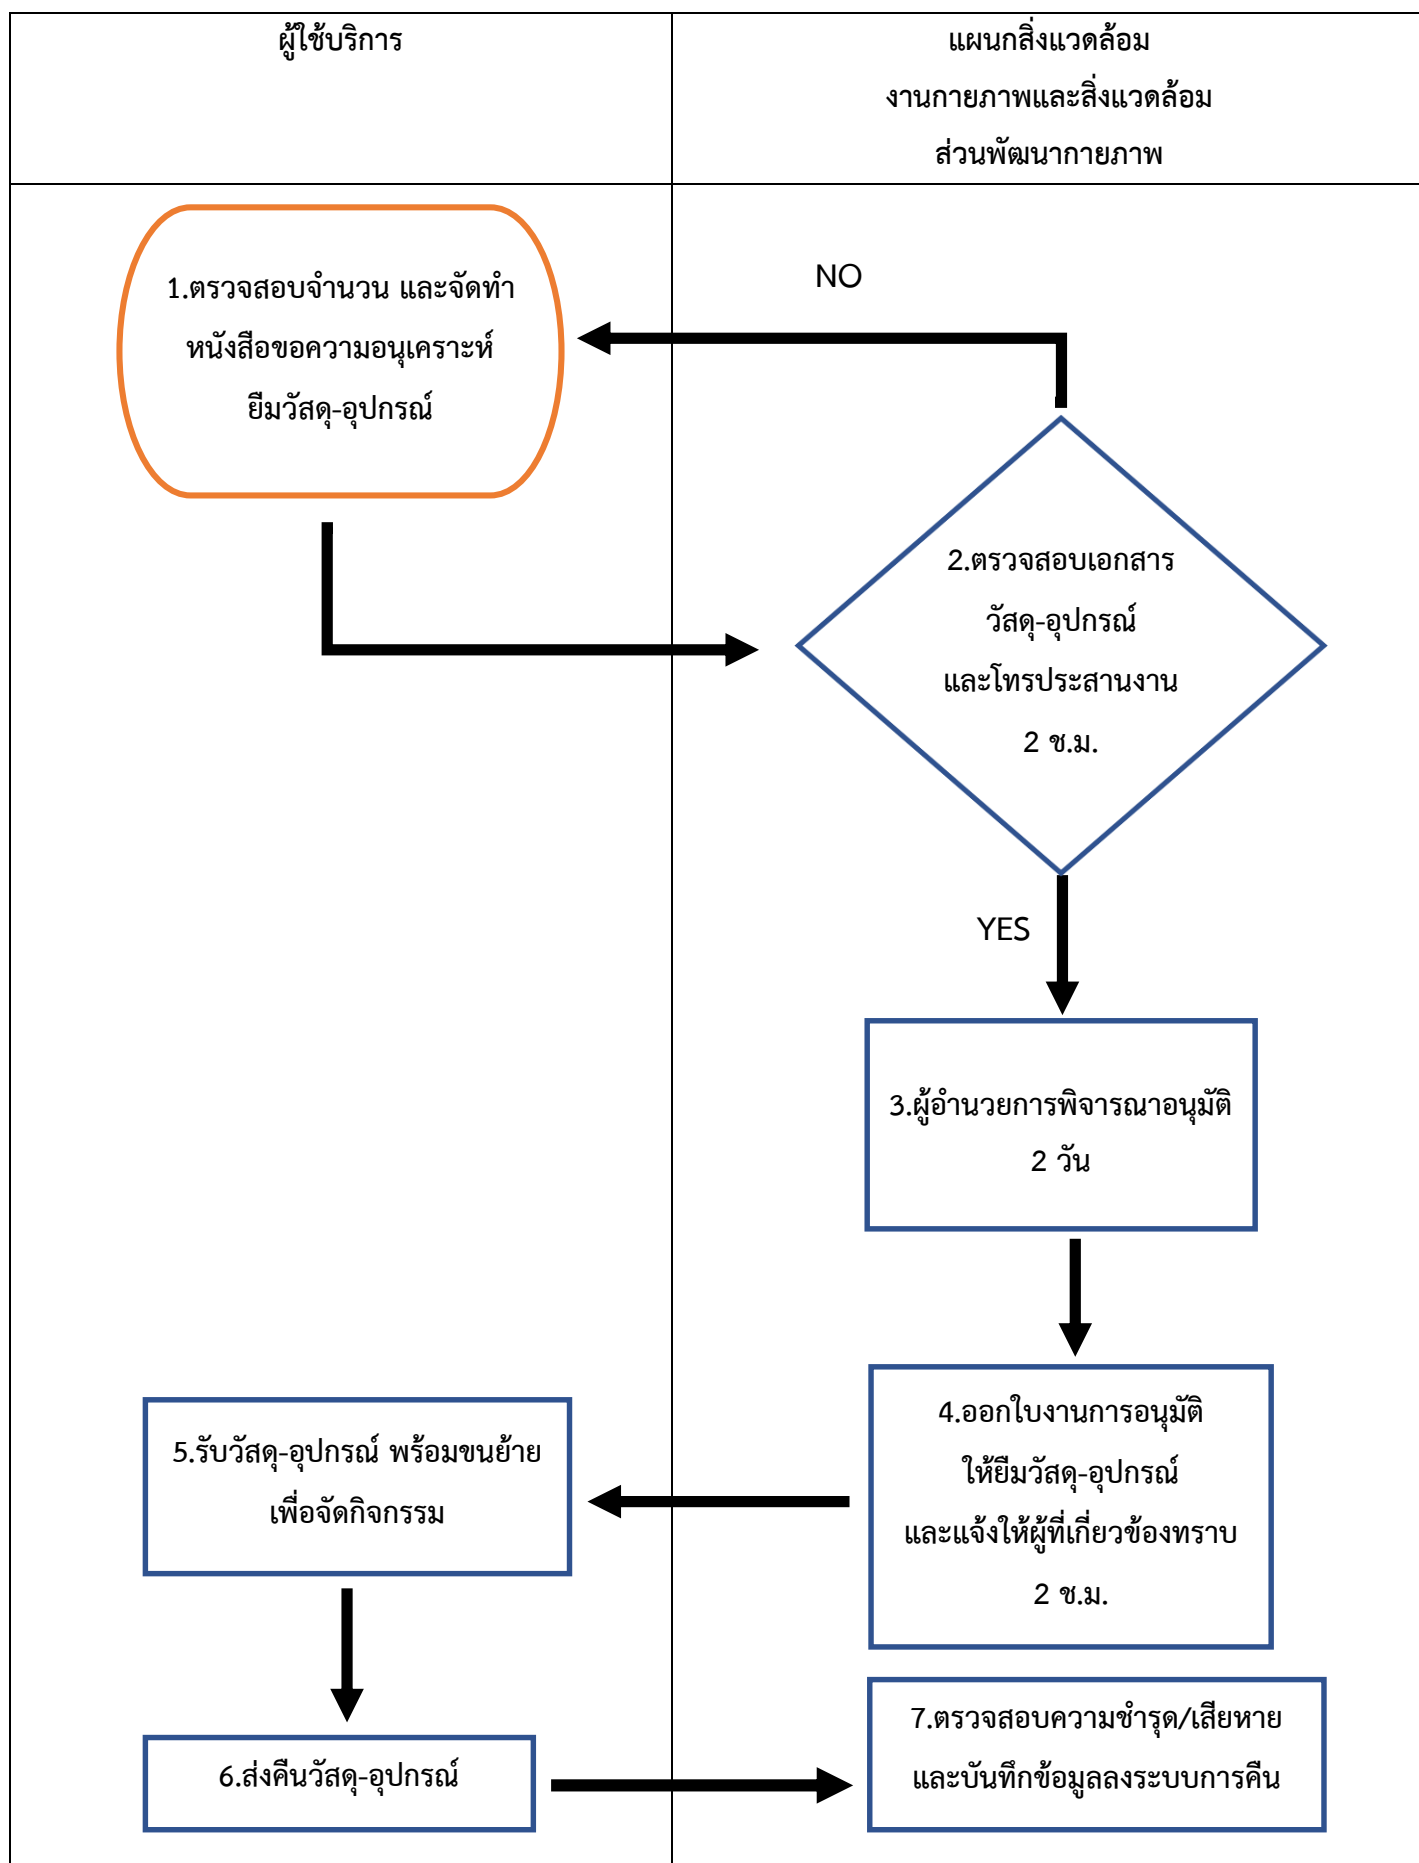 ผู้ใช้บริการ
แผนกสิ่งแวดล้อม
งานกายภาพและสิ่งแวดล้อม
ส่วนพัฒนากายภาพ
1.ตรวจสอบจำนวน และจัดทำ
หนังสือขอความอนุเคราะห์
ยืมวัสดุ-อุปกรณ์
NO
2.ตรวจสอบเอกสาร
วัสดุ-อุปกรณ์
และโทรประสานงาน
2 ช.ม.
YES
3.ผู้อำนวยการพิจารณาอนุมัติ
2 วัน
4.ออกใบงานการอนุมัติ
ให้ยืมวัสดุ-อุปกรณ์
และแจ้งให้ผู้ที่เกี่ยวข้องทราบ
2 ช.ม.
5.รับวัสดุ-อุปกรณ์ พร้อมขนย้าย
เพื่อจัดกิจกรรม
6.ส่งคืนวัสดุ-อุปกรณ์
7.ตรวจสอบความชำรุด/เสียหาย
และบันทึกข้อมูลลงระบบการคืน